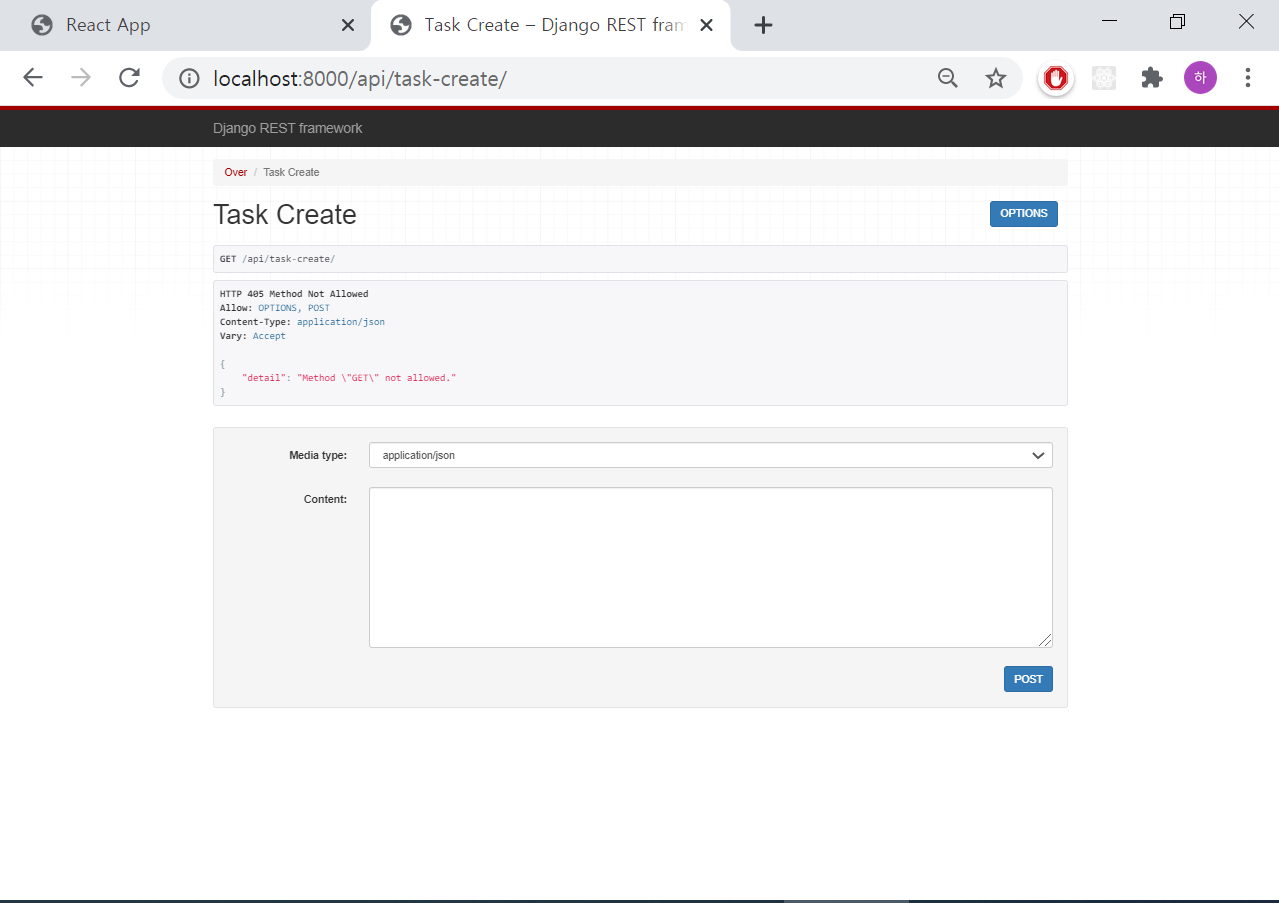 React App
Task Create – Django REST fram
localhost:8000/api/task-create/
하
Django REST framework
Over / Task Create
Task Create
OPTIONS
GET /api/task-create/
HTTP 405 Method Not Allowed
Allow: OPTIONS, POST
Content-Type: application/json
Vary: Accept
{
"detail": "Method \"GET\" not allowed."
}
Media type:
application/json
Content:
POST